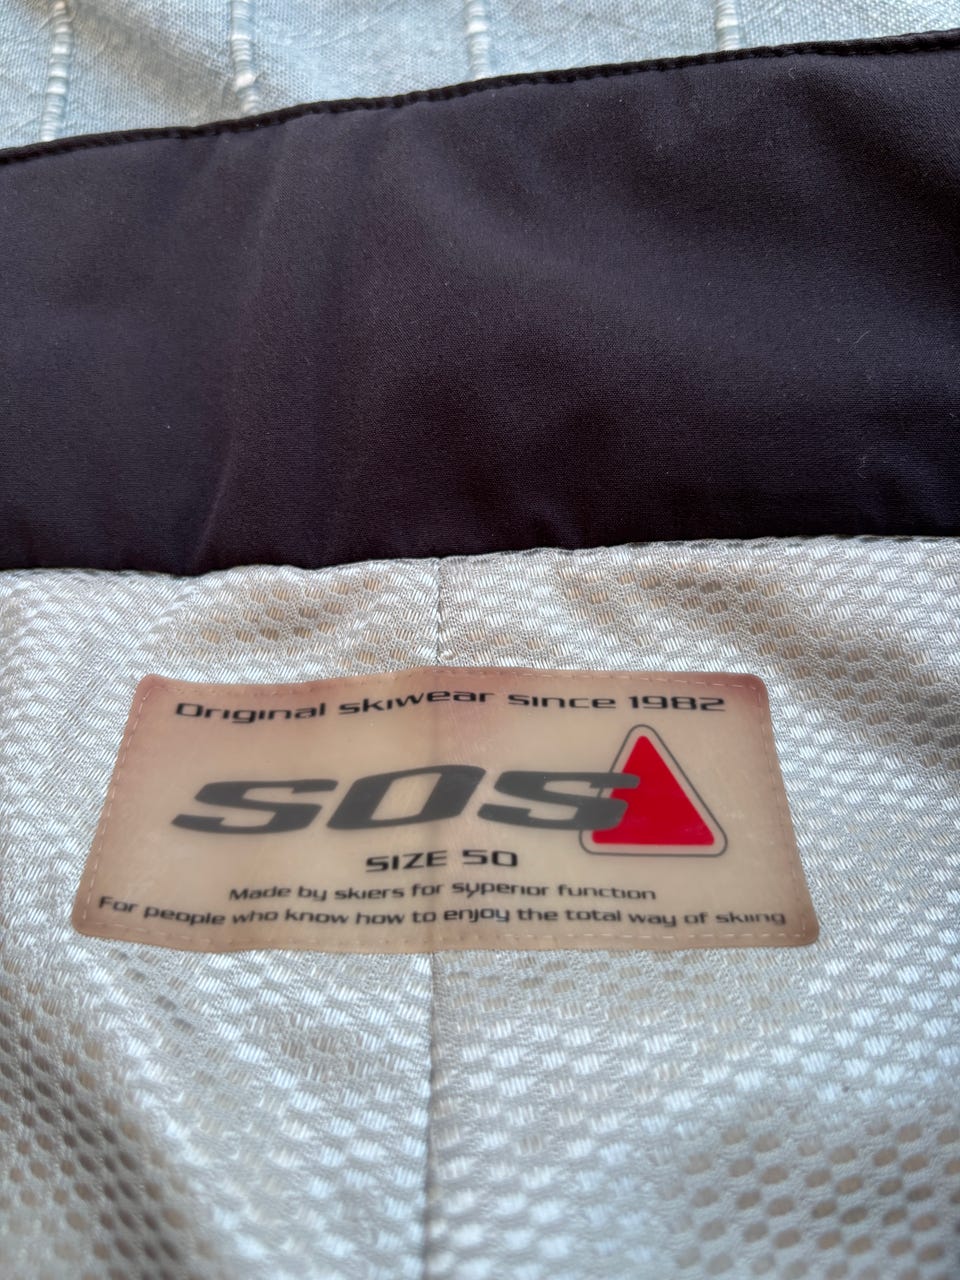 Original skiwear since 1982
SOS
SIZE 50
Made by skiers for superior function
For people who know how to enjoy the total way of skiing